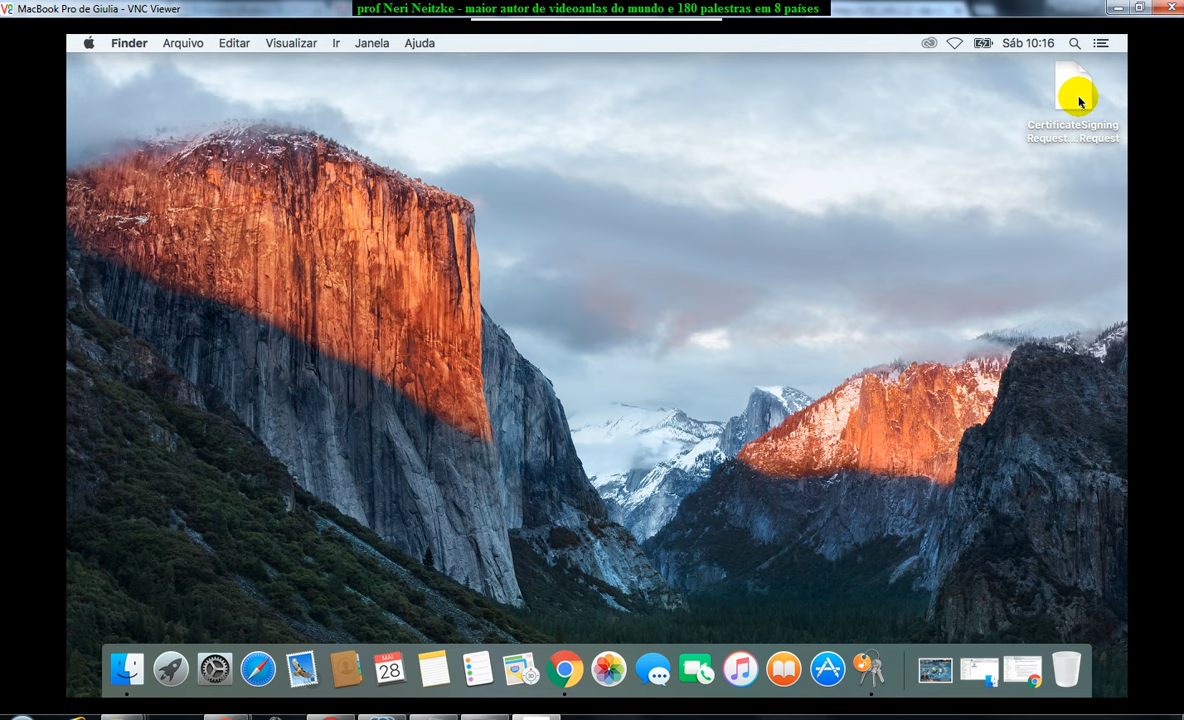 MacBook Pro de Giulia - VNC Viewer
prof Neri Neitzke - maior autor de videoaulas do mundo e 180 palestras em 8 países
Finder Arquivo Editar Visualizar Ir Janela Ajuda
Sáb 10:16
CertificateSigning
Request... Request
MAI
28